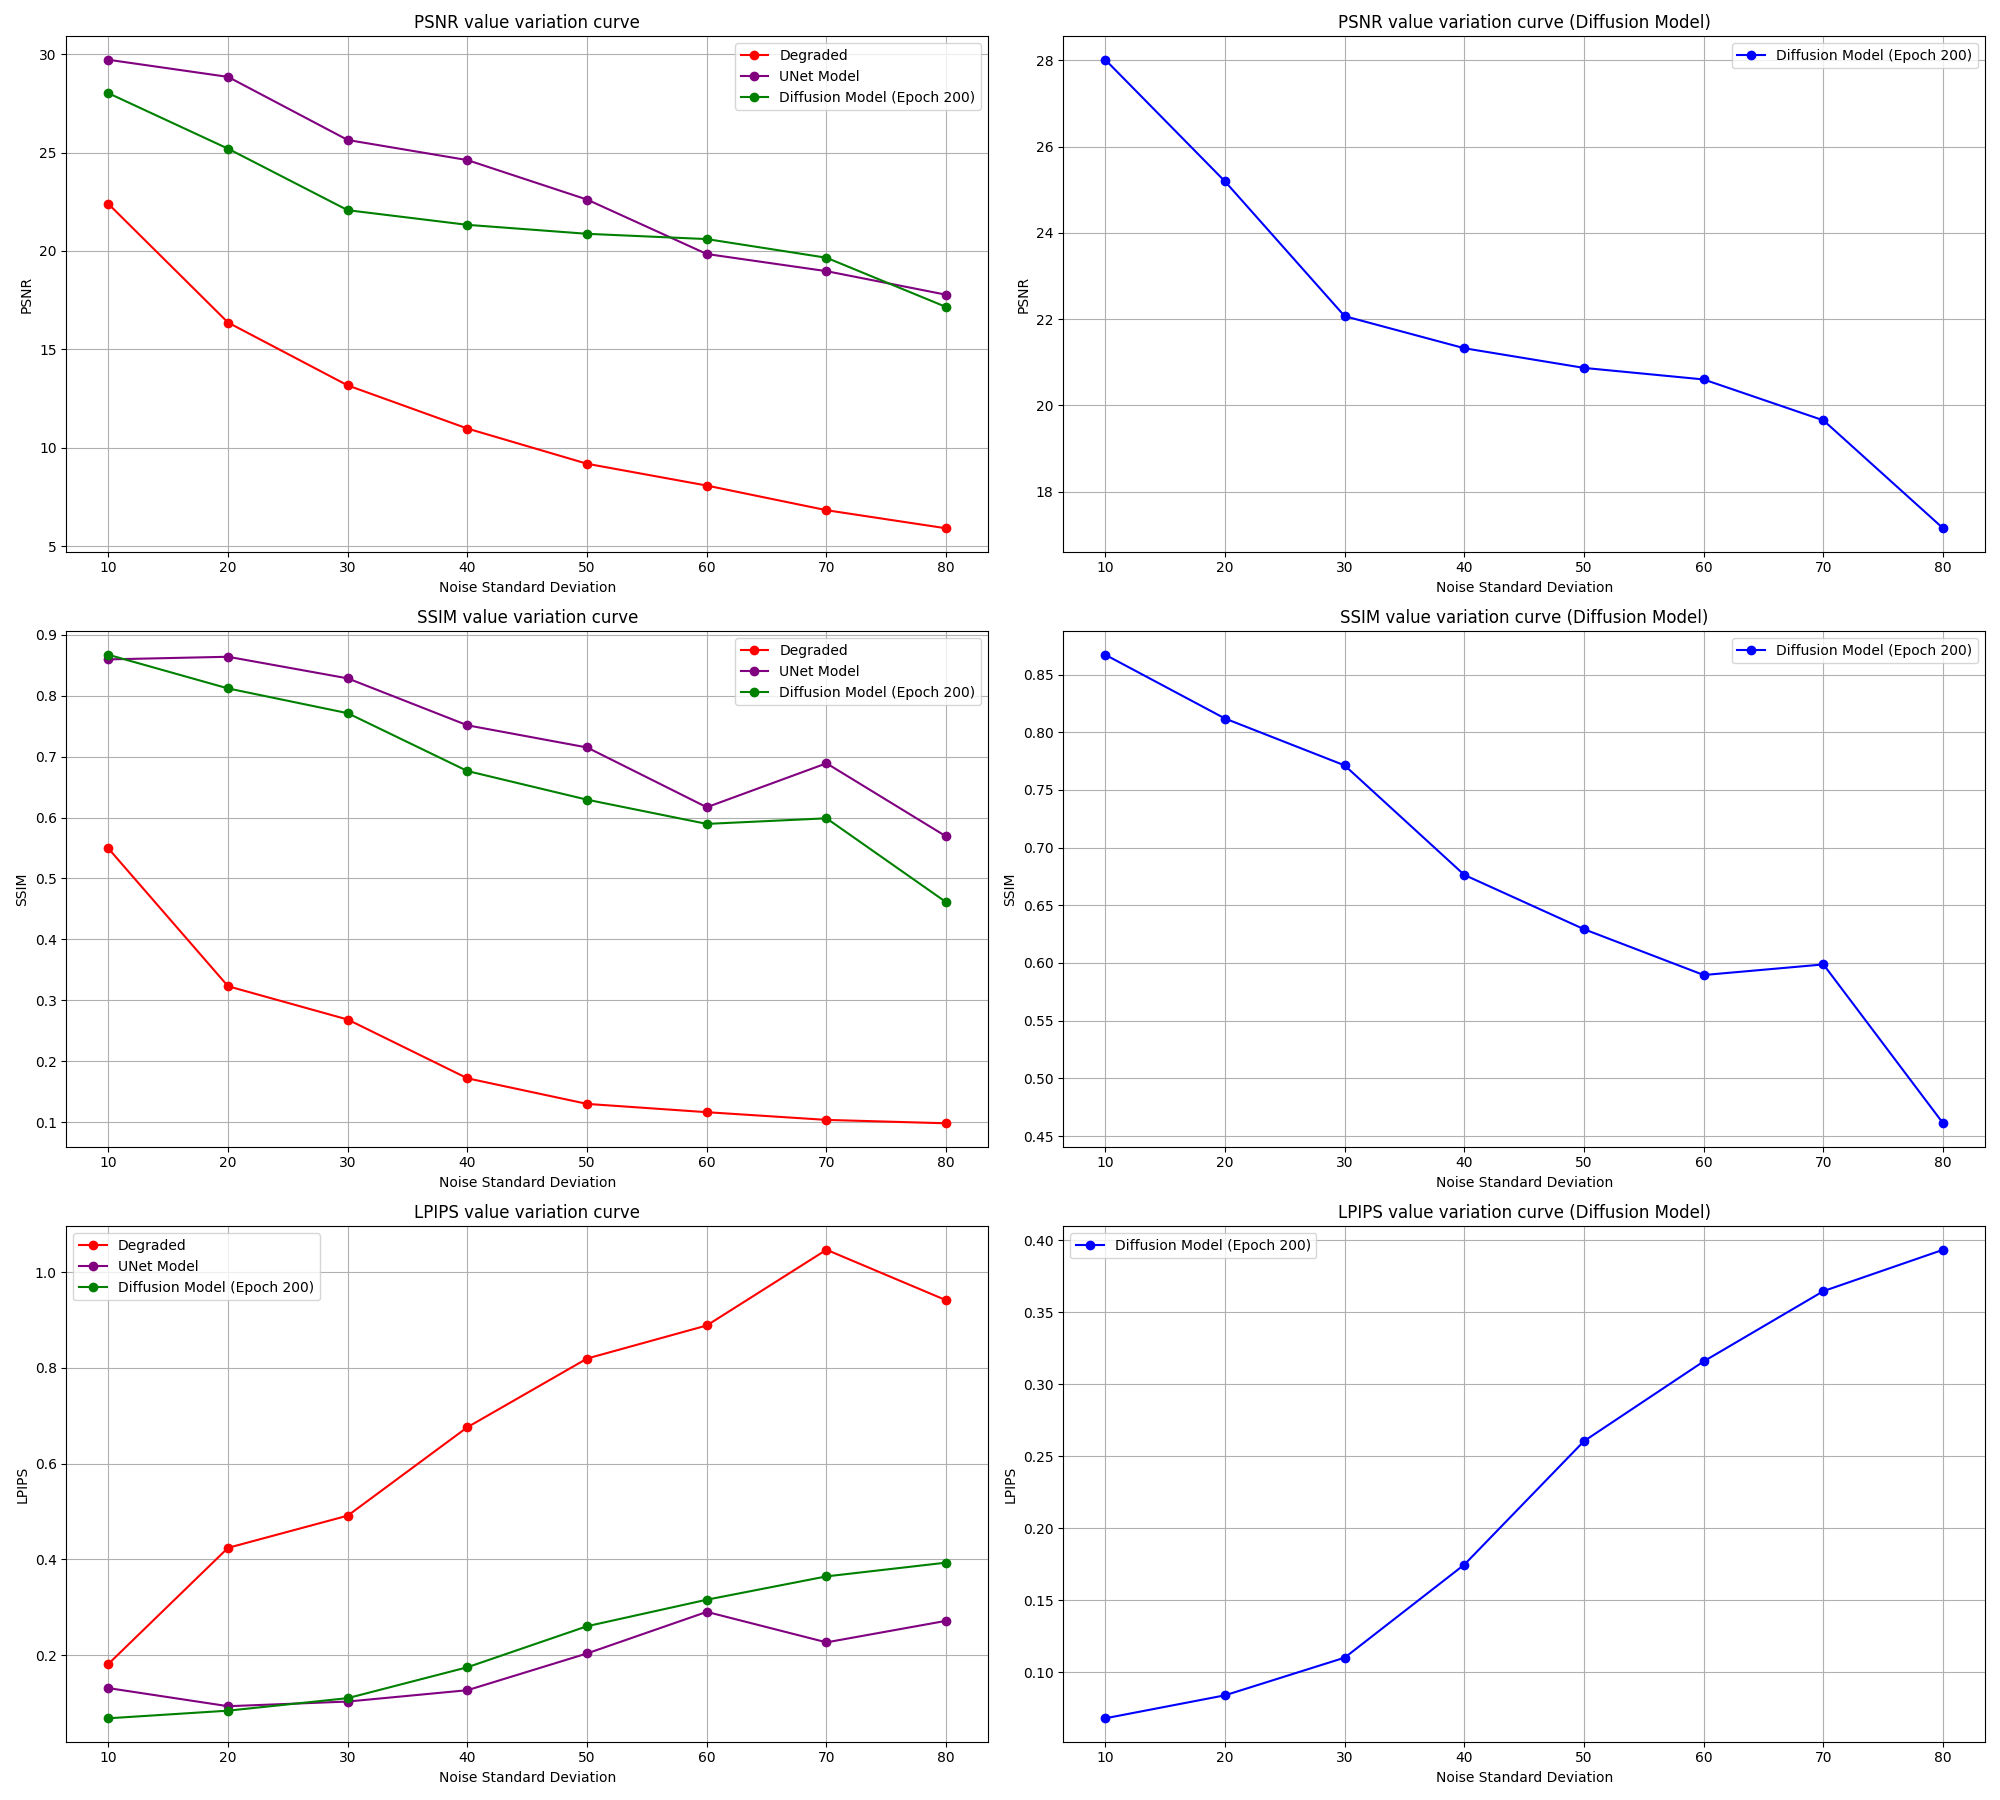 PSNR value variation curve
30
25
20
15
10
5
PSNR
Degraded
UNet Model
Diffusion Model (Epoch 200)
10 20 30 40 50 60 70 80
Noise Standard Deviation
PSNR value variation curve (Diffusion Model)
28
26
24
22
20
18
PSNR
Diffusion Model (Epoch 200)
10 20 30 40 50 60 70 80
Noise Standard Deviation
SSIM value variation curve
0.9
0.8
0.7
0.6
0.5
0.4
0.3
0.2
0.1
SSIM
Degraded
UNet Model
Diffusion Model (Epoch 200)
10 20 30 40 50 60 70 80
Noise Standard Deviation
SSIM value variation curve (Diffusion Model)
0.85
0.80
0.75
0.70
0.65
0.60
0.55
0.50
0.45
SSIM
Diffusion Model (Epoch 200)
10 20 30 40 50 60 70 80
Noise Standard Deviation
LPIPS value variation curve
1.0
0.8
0.6
0.4
0.2
LPIPS
Degraded
UNet Model
Diffusion Model (Epoch 200)
10 20 30 40 50 60 70 80
Noise Standard Deviation
LPIPS value variation curve (Diffusion Model)
0.40
0.35
0.30
0.25
0.20
0.15
0.10
LPIPS
Diffusion Model (Epoch 200)
10 20 30 40 50 60 70 80
Noise Standard Deviation